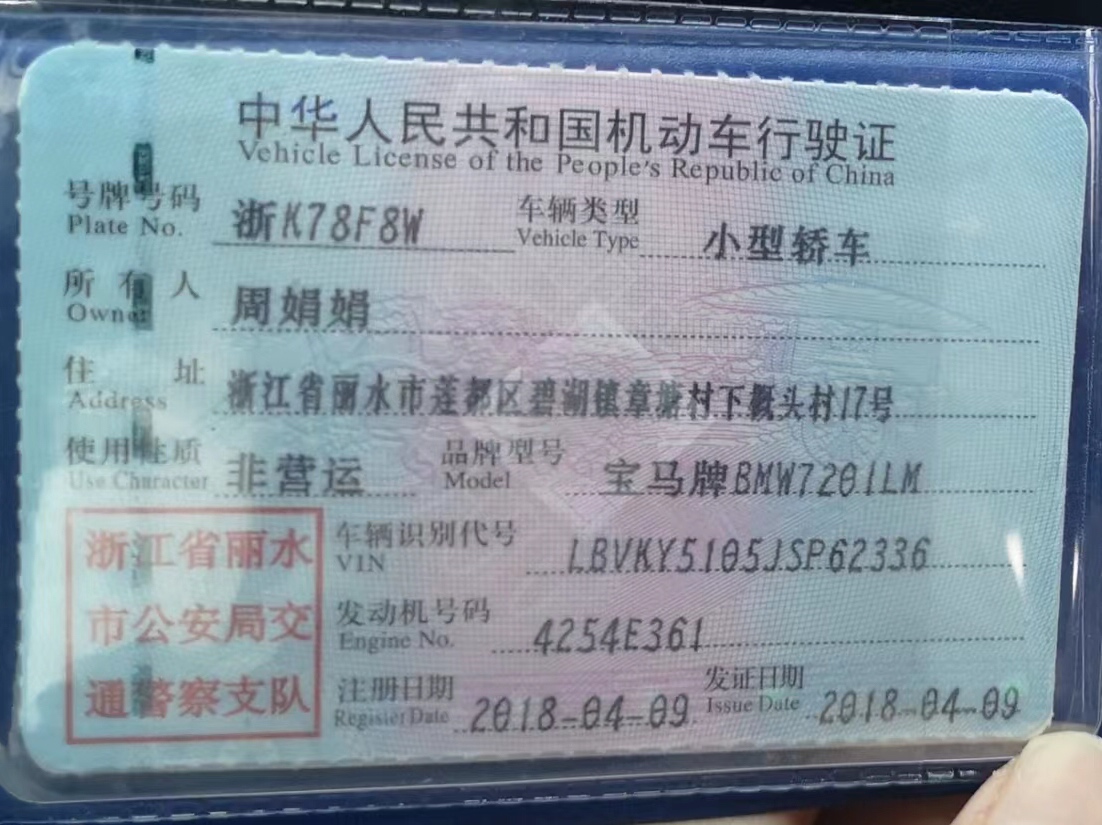 中华人民共和国机动车行驶证
Vehicle License of the People's Republic of China
号牌号码 浙K78F8W 车辆类型 小型轿车
Plate No. Vehicle Type
所有人 周娟娟
Owner
住址 浙江省丽水市莲都区碧湖镇章塘村下概头村17号
Address
使用性质 非营运 品牌型号 宝马牌BMW7201LM
Use Character Model
浙江省丽水
市公安局交
通警察支队
车辆识别代号 LBVKY5105JSP62336
VIN
发动机号码 4254E361
Engine No.
注册日期 2018-04-09 发证日期 2018-04-09
Register Date Issue Date